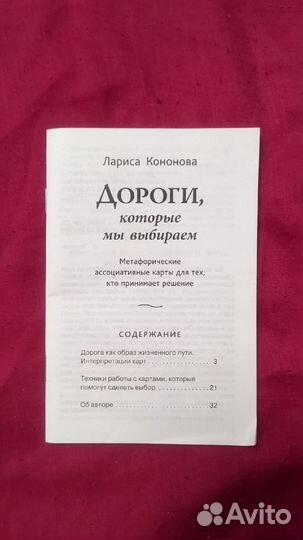 Лариса Кононова
ДОРОГИ,
которые
мы выбираем
Метафорические
ассоциативные карты для тех,
кто принимает решение
СОДЕРЖАНИЕ
Дорога как образ жизненного пути.
Интерпретации карт . . . . . . . . . . . . . . . . 3
Техники работы с картами, которые
помогут сделать выбор . . . . . . . . . . . . . 21
Об авторе . . . . . . . . . . . . . . . . . . . . . . . 32
Avito